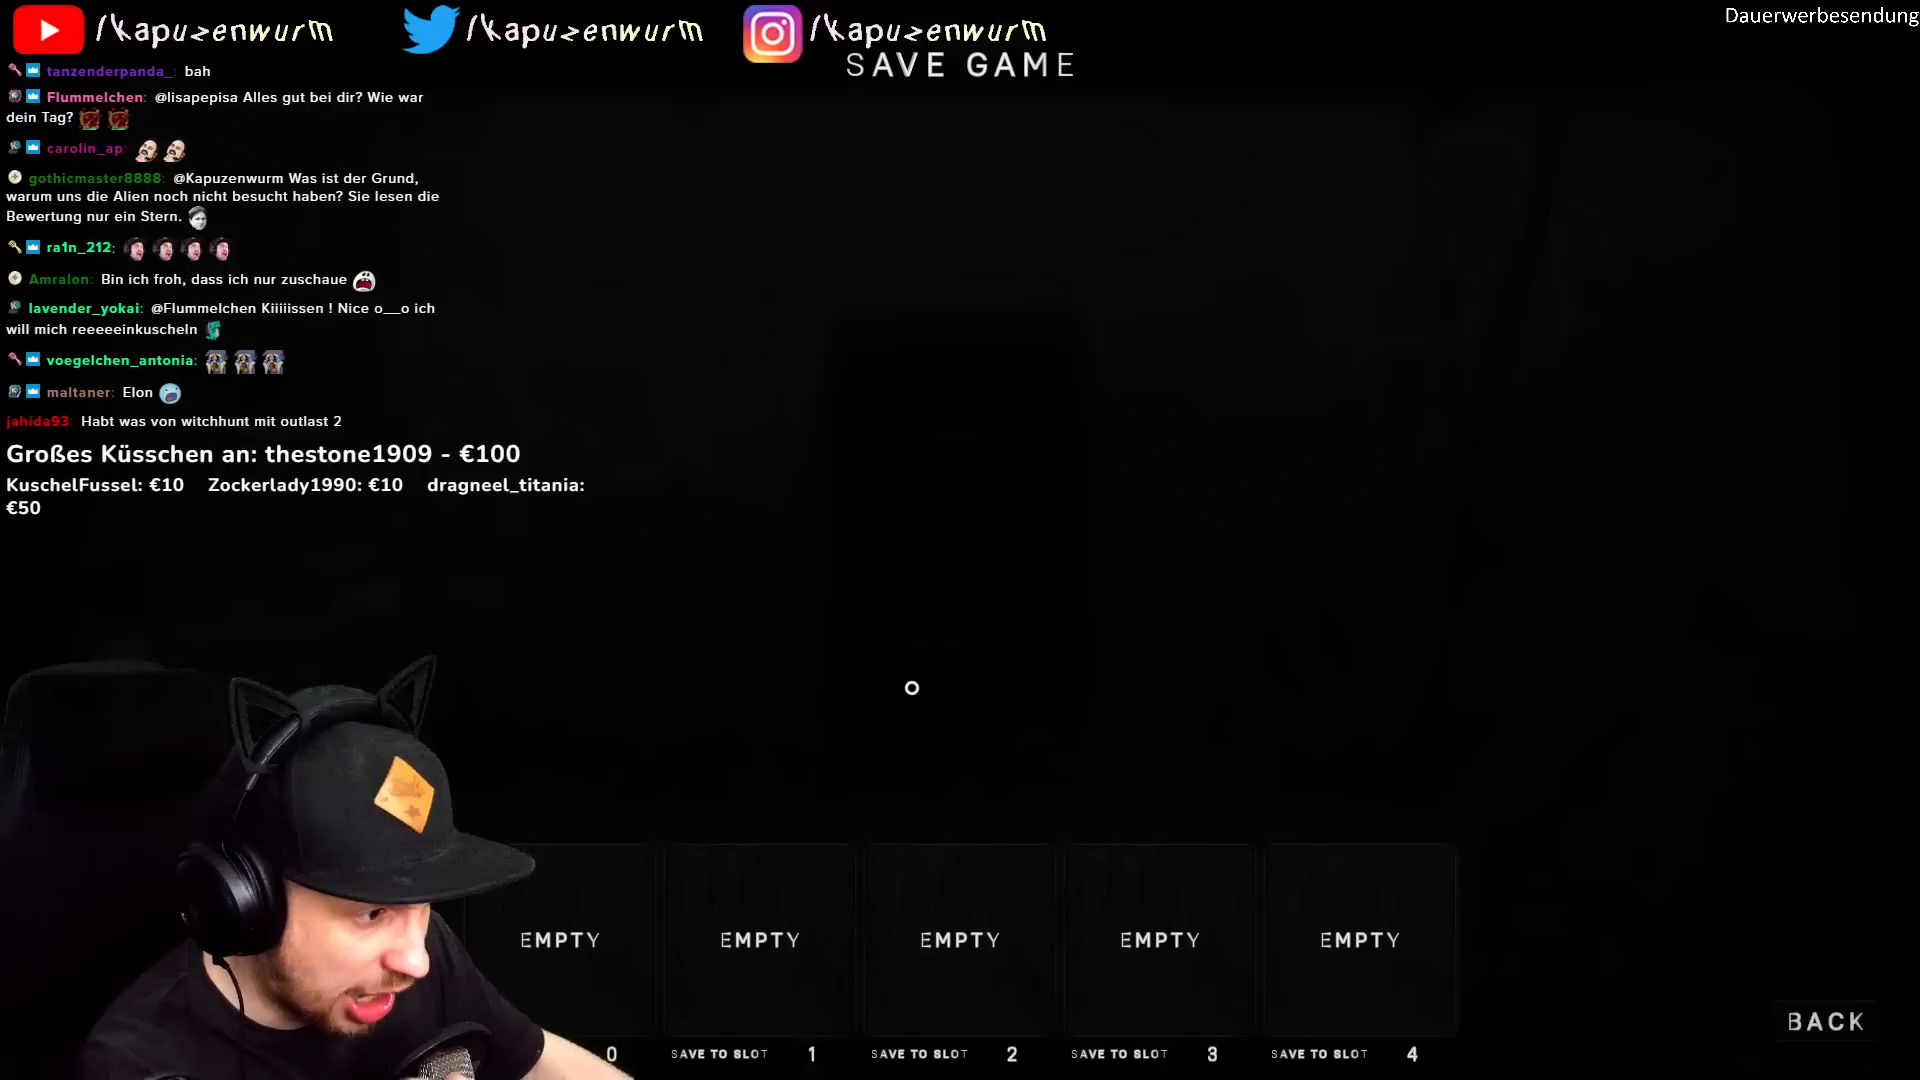 /kapuzenwurm /kapuzenwurm /kapuzenwurm
Dauerwerbesendung
SAVE GAME
tanzenderpanda_: bah
Flummelchen: @lisapepisa Alles gut bei dir? Wie war
dein Tag?
carolin_ap:
gothicmaster8888: @Kapuzenwurm Was ist der Grund,
warum uns die Alien noch nicht besucht haben? Sie lesen die
Bewertung nur ein Stern.
ra1n_212:
Amralon: Bin ich froh, dass ich nur zuschaue
lavender_yokai: @Flummelchen Kiiiiissen ! Nice o__o ich
will mich reeeeeinkuscheln
voegelchen_antonia:
maltaner: Elon
jahida93: Habt was von witchhunt mit outlast 2
Großes Küsschen an: thestone1909 - €100
KuschelFussel: €10 Zockerlady1990: €10 dragneel_titania:
€50
EMPTY EMPTY EMPTY EMPTY EMPTY
BACK
0 SAVE TO SLOT 1 SAVE TO SLOT 2 SAVE TO SLOT 3 SAVE TO SLOT 4